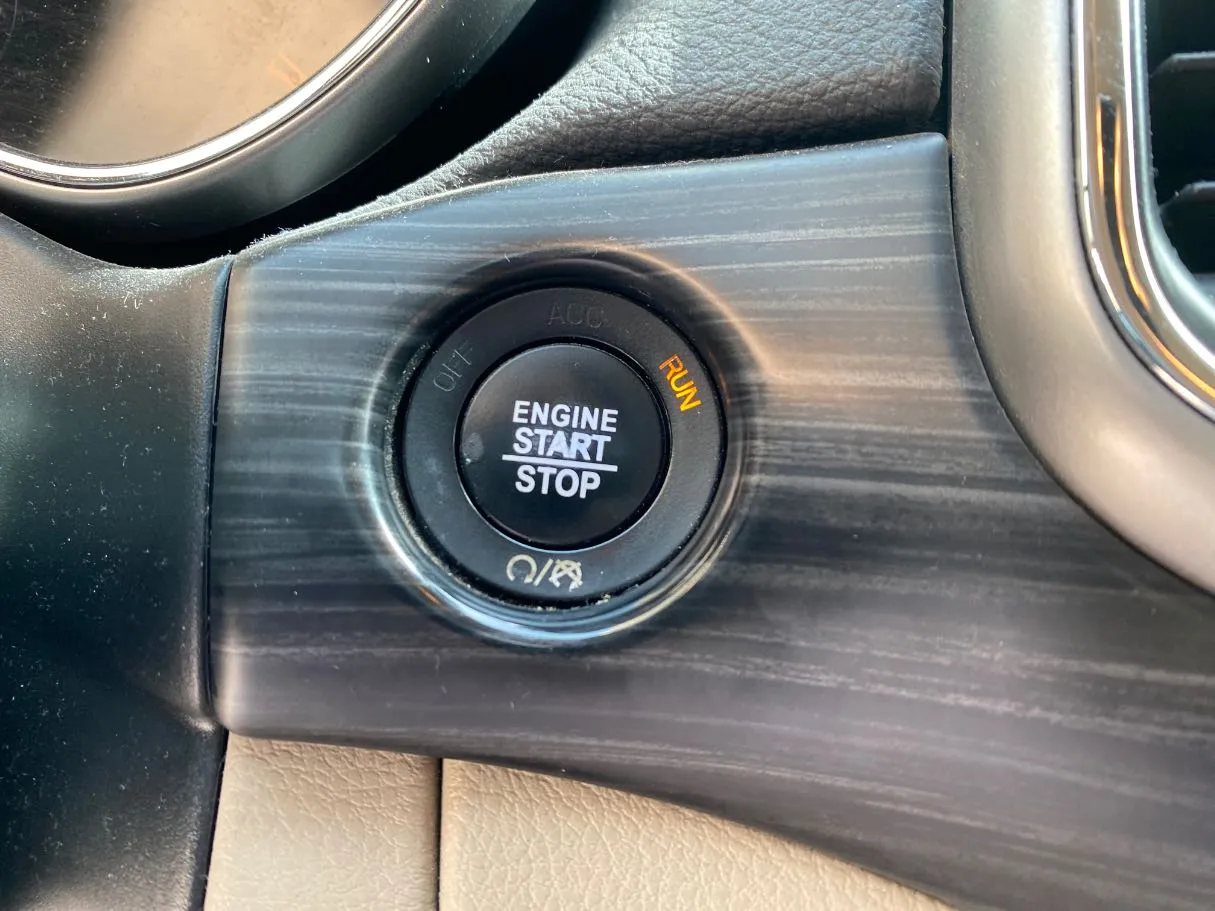 ACC
OFF
RUN
ENGINE
START
STOP